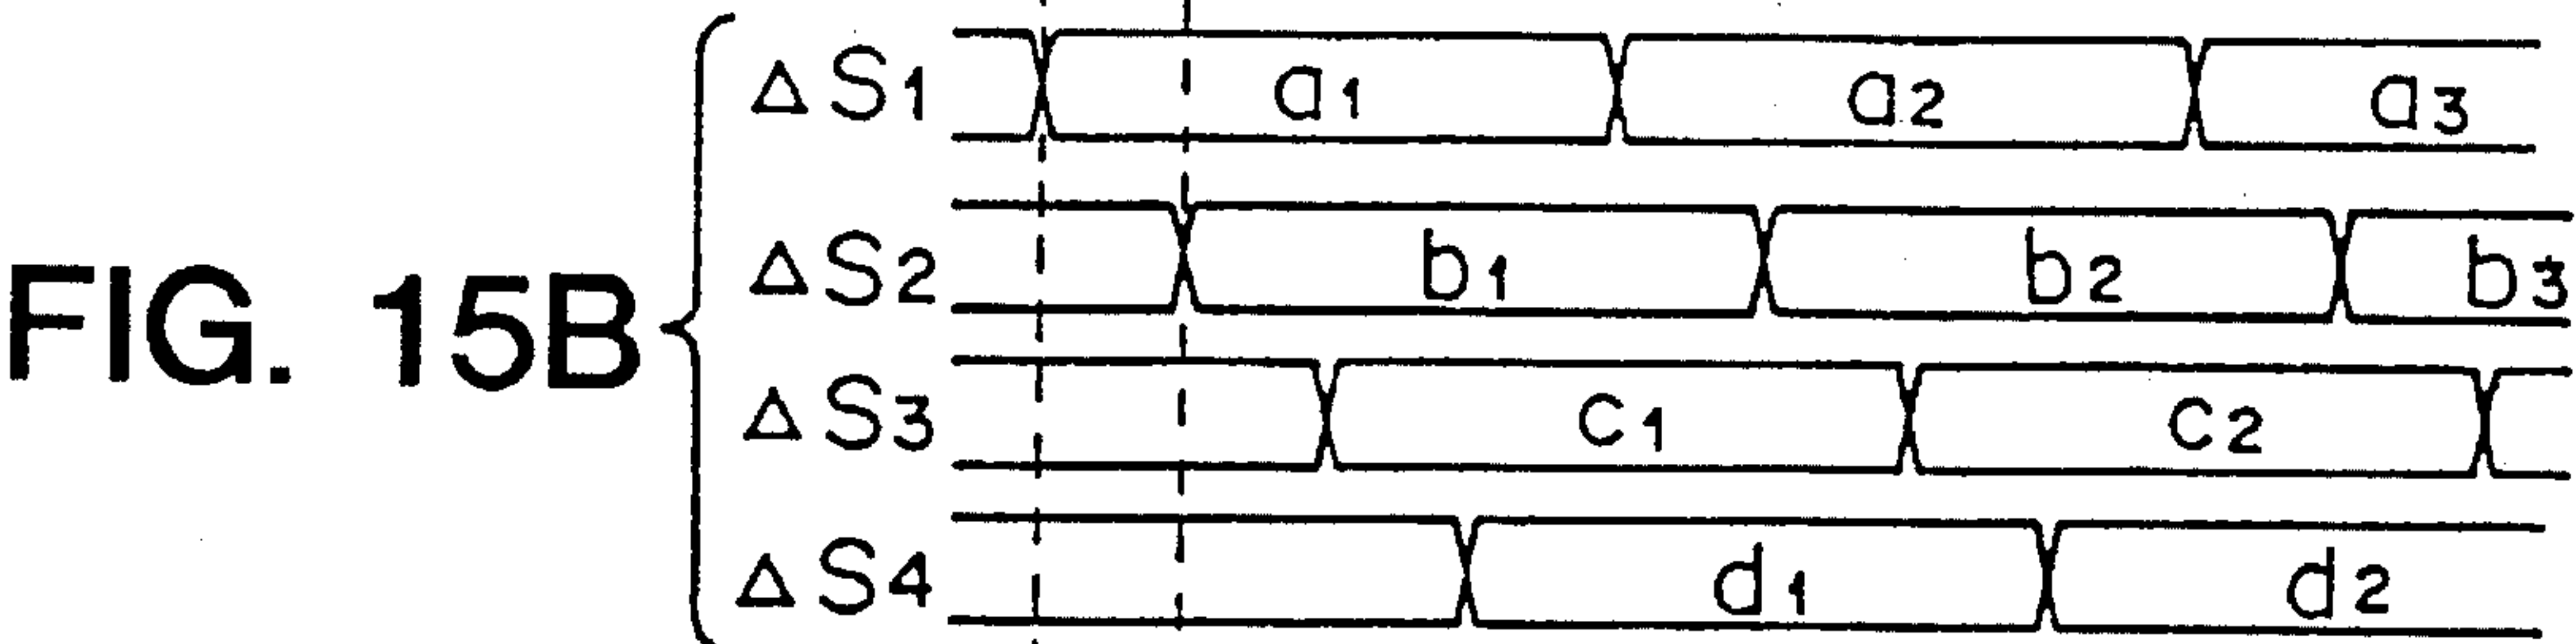 FIG. 15B
ΔS1 a1 a2 a3
ΔS2 b1 b2 b3
ΔS3 c1 c2
ΔS4 d1 d2